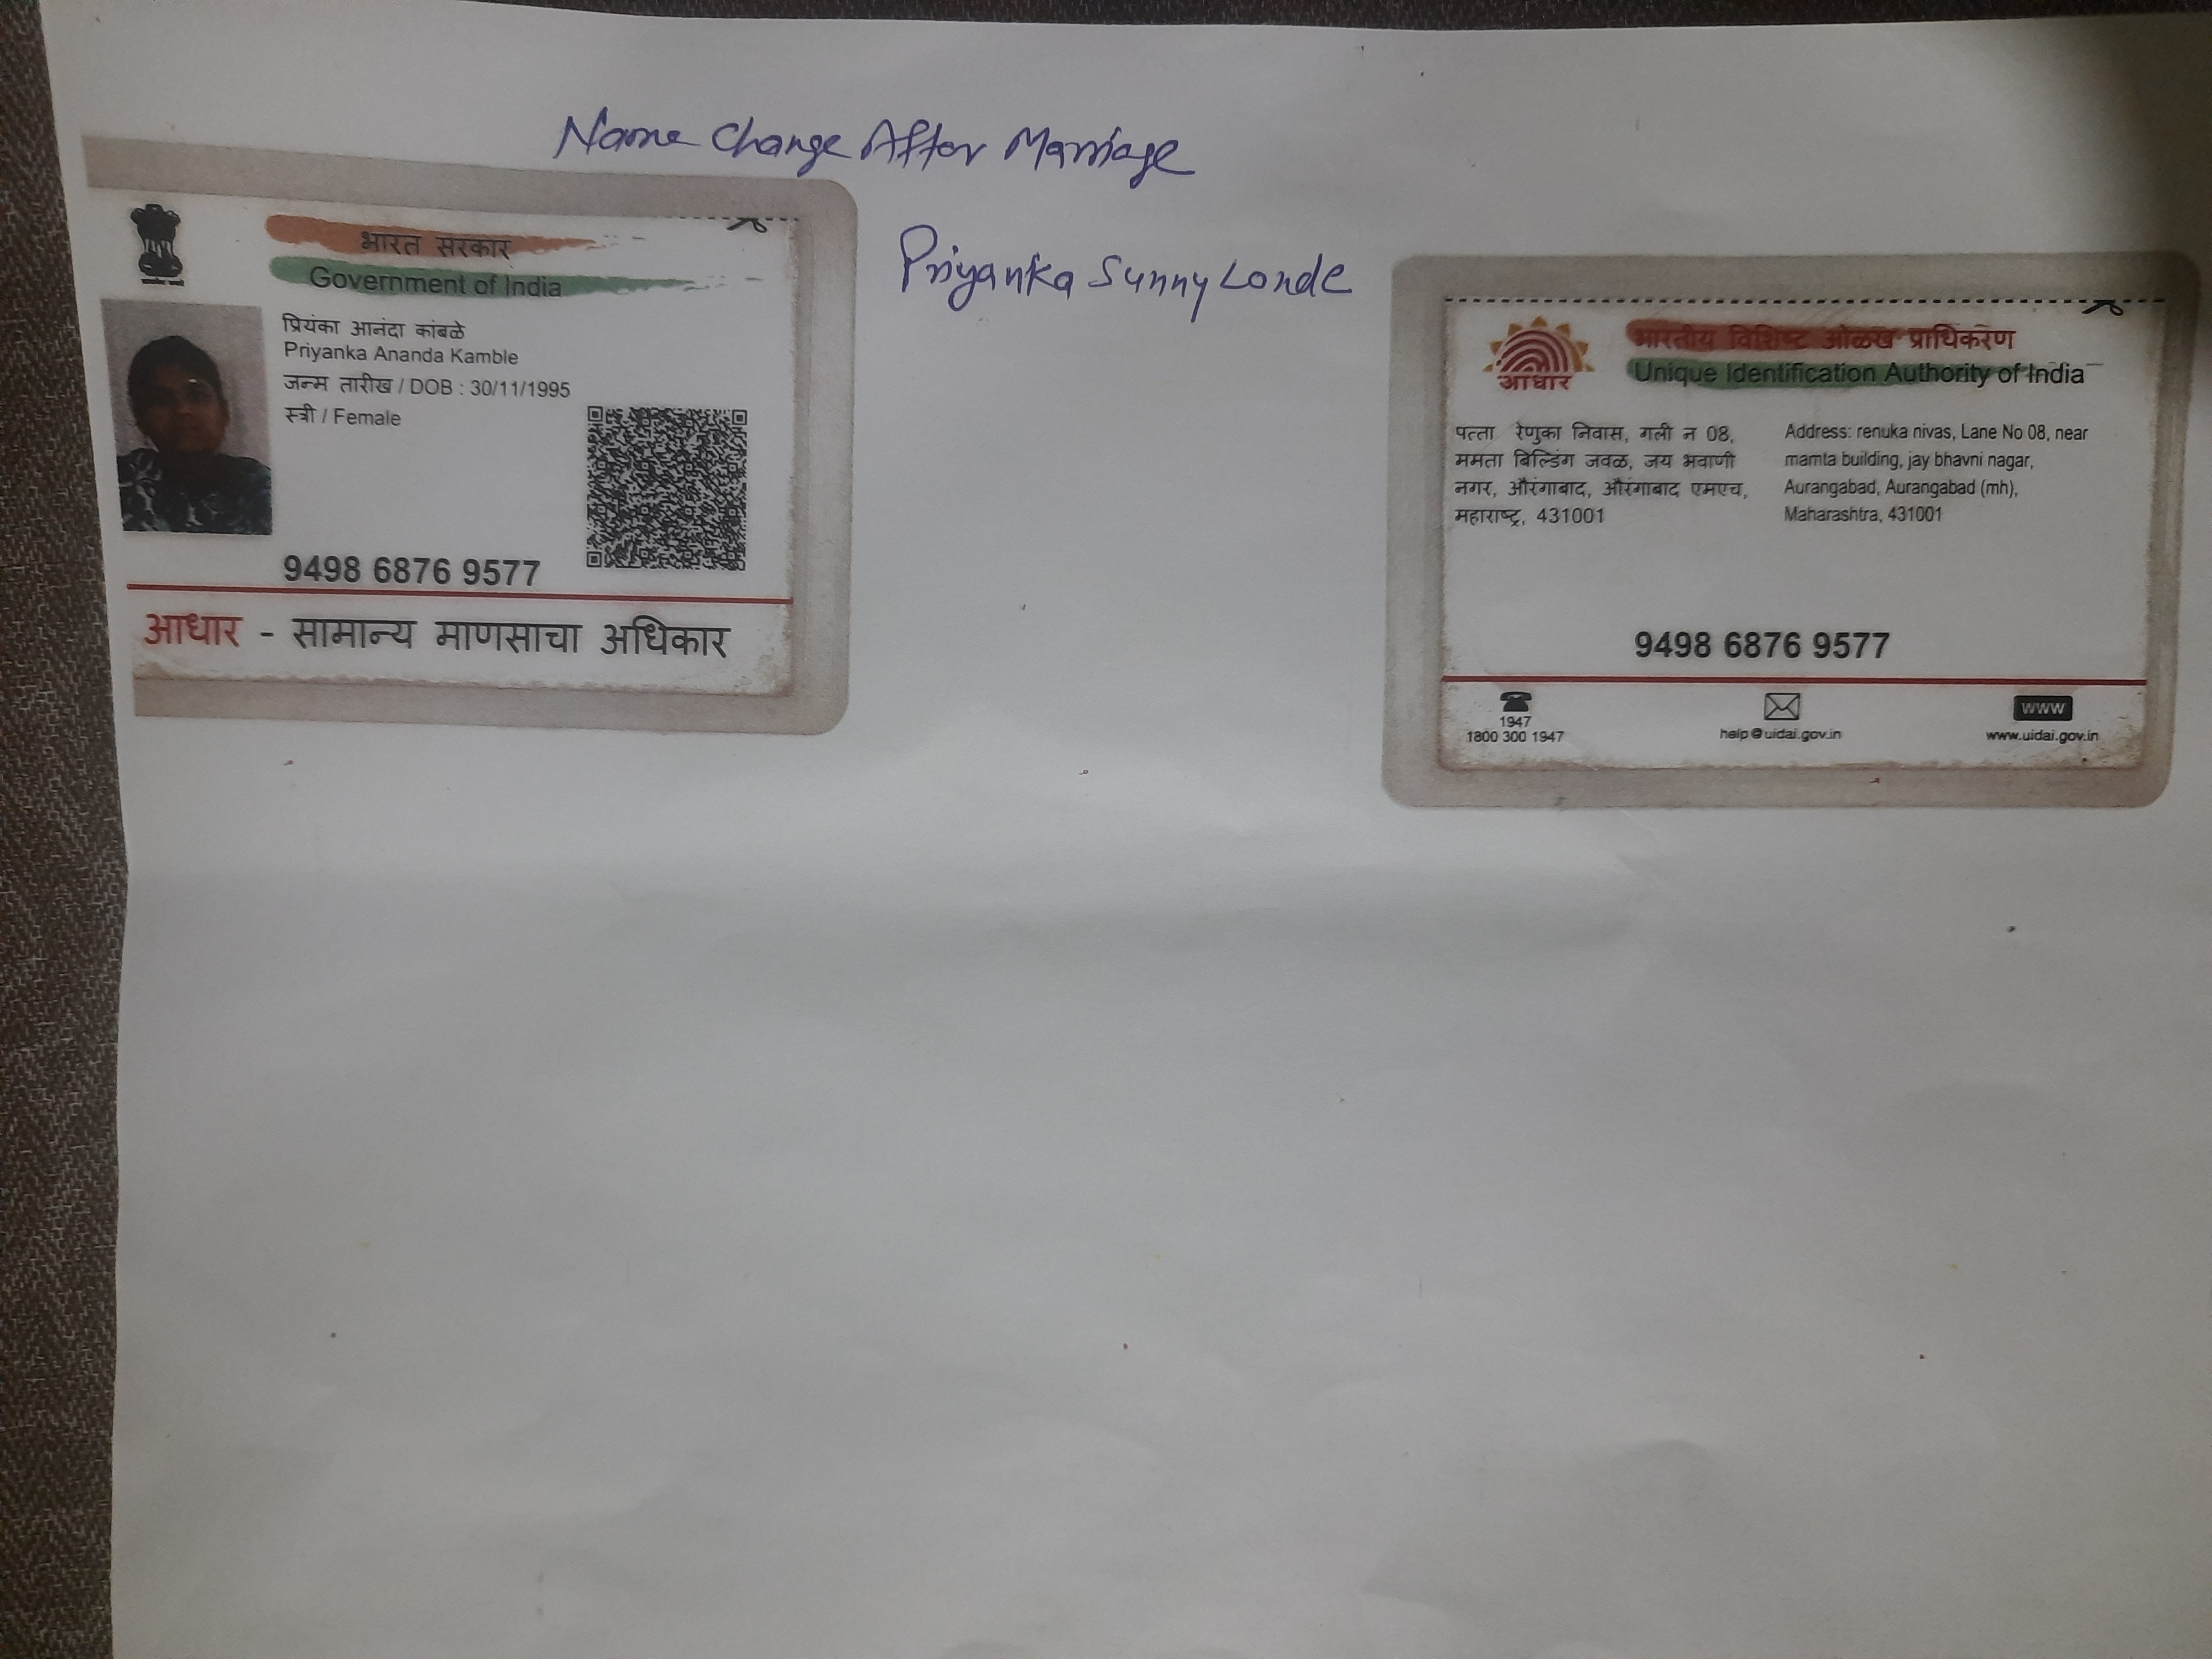 Name Change After Marriage
Priyanka Sunny Londe
भारत सरकार
Government of India
प्रियंका आनंदा कांबळे
Priyanka Ananda Kamble
जन्म तारीख / DOB : 30/11/1995
स्त्री / Female
9498 6876 9577
आधार - सामान्य माणसाचा अधिकार
आधार
भारतीय विशिष्ट ओळख प्राधिकरण
Unique Identification Authority of India
पत्ता रेणुका निवास, गली न 08,
ममता बिल्डिंग जवळ, जय भवाणी
नगर, औरंगाबाद, औरंगाबाद एमएच,
महाराष्ट्र, 431001
Address: renuka nivas, Lane No 08, near
mamta building, jay bhavni nagar,
Aurangabad, Aurangabad (mh),
Maharashtra, 431001
9498 6876 9577
1947
1800 300 1947
help@uidai.gov.in
www
www.uidai.gov.in